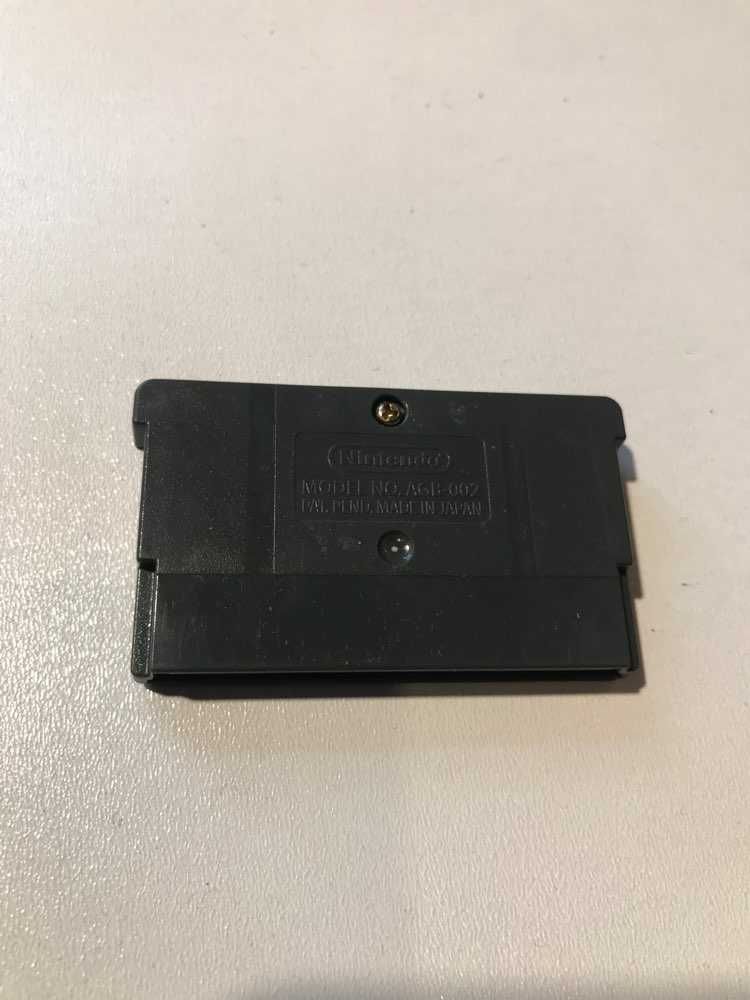 Nintendo
MODEL NO. AGB-002
PAT. PEND. MADE IN JAPAN